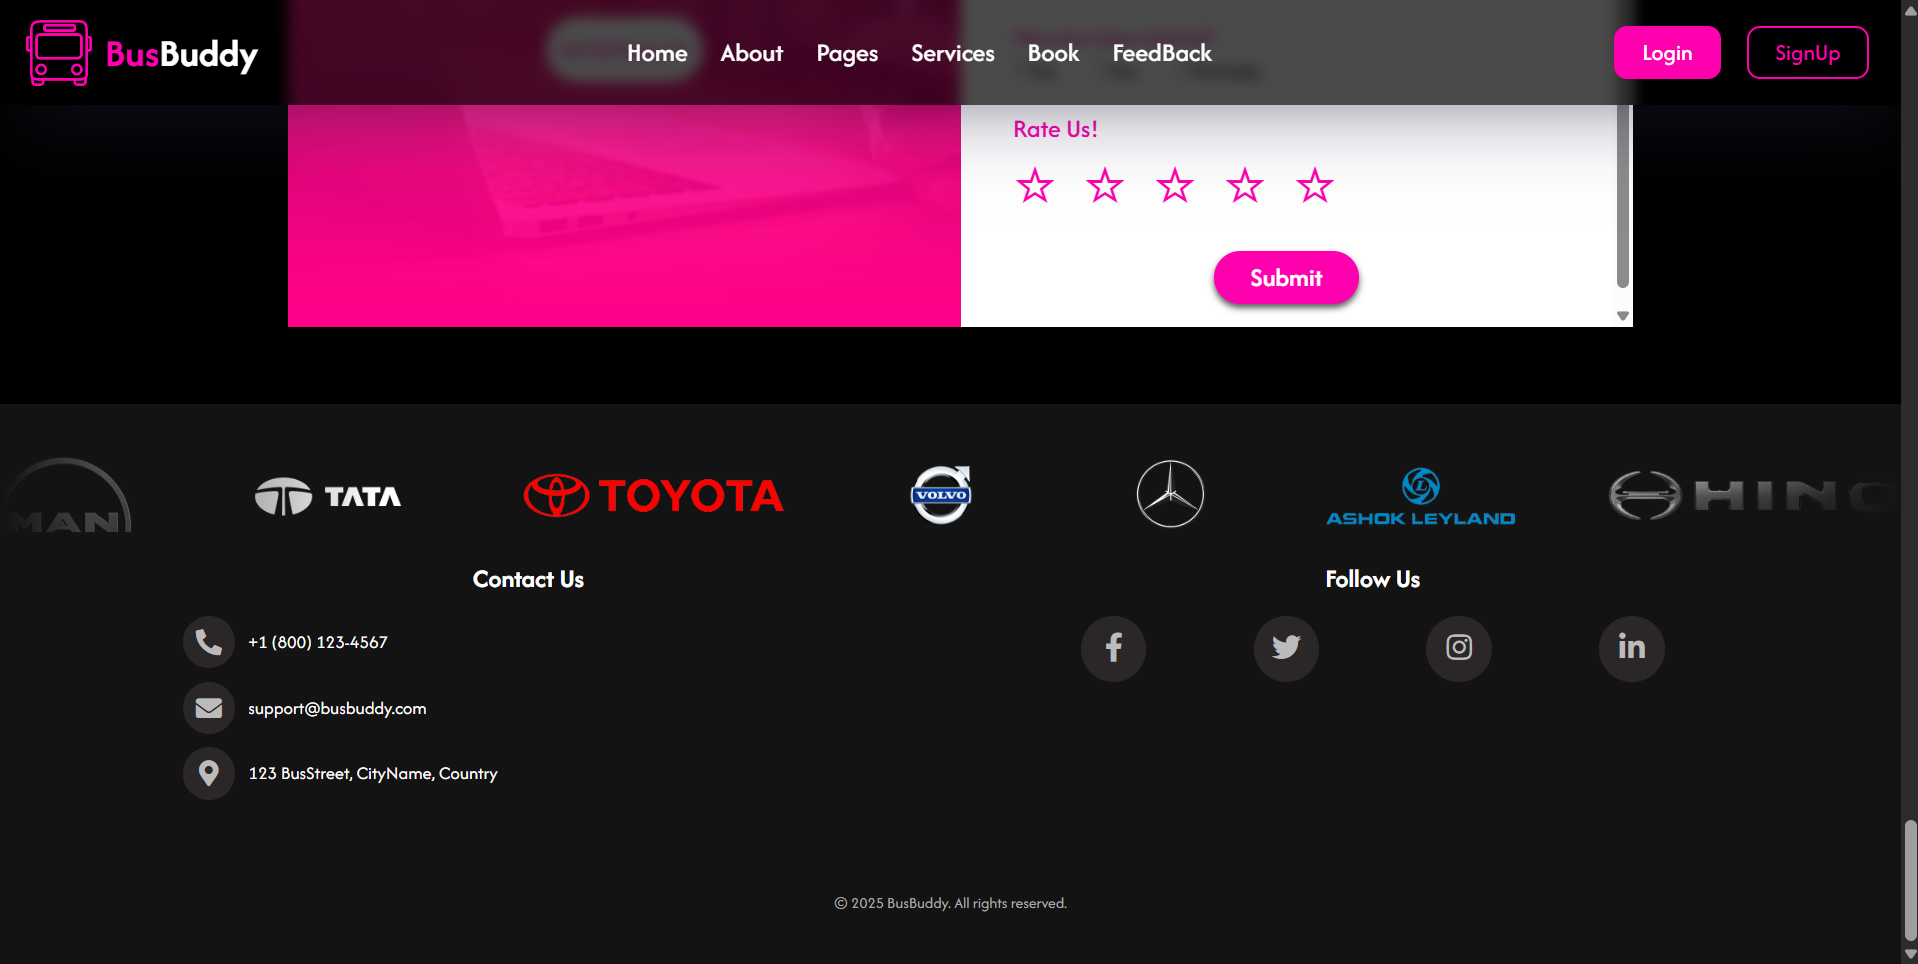 BusBuddy
Home About Pages Services Book FeedBack
Login SignUp
Rate Us!
Submit
MAN
TATA
TOYOTA
VOLVO
ASHOK LEYLAND
HINO
Contact Us
+1 (800) 123-4567
support@busbuddy.com
123 BusStreet, CityName, Country
Follow Us
© 2025 BusBuddy. All rights reserved.